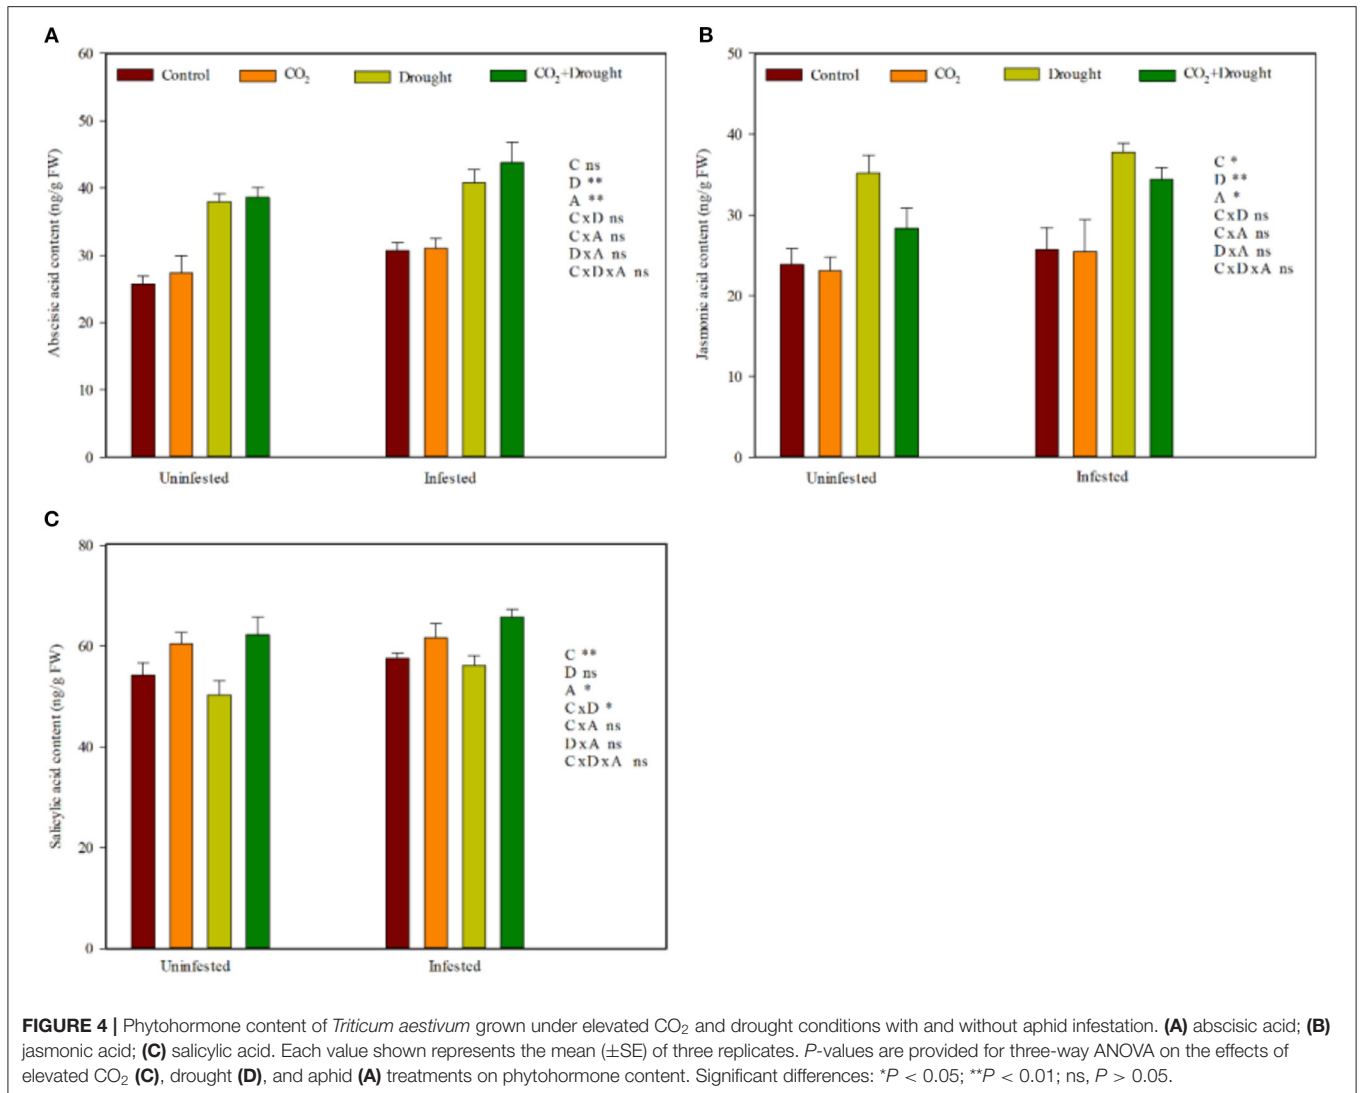 A
60
50
40
30
20
10
0
Abscisic acid content (ng/g FW)
Control
CO₂
Drought
CO₂+Drought
C ns
D **
A **
CxD ns
CxA ns
DxA ns
CxDxA ns
Uninfested
Infested
B
50
40
30
20
10
0
Jasmonic acid content (ng/g FW)
Control
CO₂
Drought
CO₂+Drought
C *
D **
A *
CxD ns
CxA ns
DxA ns
CxDxA ns
Uninfested
Infested
C
80
60
40
20
0
Salicylic acid content (ng/g FW)
C **
D ns
A *
CxD *
CxA ns
DxA ns
CxDxA ns
Uninfested
Infested
FIGURE 4 | Phytohormone content of Triticum aestivum grown under elevated CO₂ and drought conditions with and without aphid infestation. (A) abscisic acid; (B)
jasmonic acid; (C) salicylic acid. Each value shown represents the mean (±SE) of three replicates. P-values are provided for three-way ANOVA on the effects of
elevated CO₂ (C), drought (D), and aphid (A) treatments on phytohormone content. Significant differences: *P < 0.05; **P < 0.01; ns, P > 0.05.